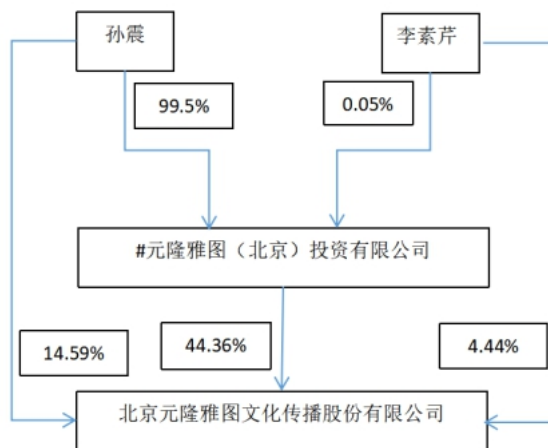 孙震
李素芹
99.5%
0.05%
#元隆雅图（北京）投资有限公司
14.59%
44.36%
4.44%
北京元隆雅图文化传播股份有限公司